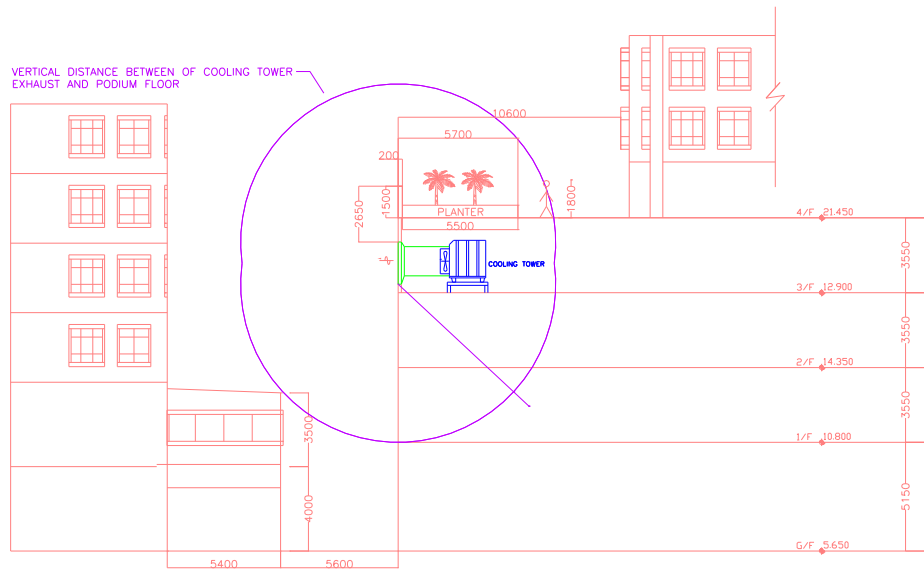 VERTICAL DISTANCE BETWEEN OF COOLING TOWER
EXHAUST AND PODIUM FLOOR
10600
5700
200
2650
1500
PLANTER
5500
1800
4/F 21.450
COOLING TOWER
3550
3/F 12.900
3550
2/F 14.350
3550
1/F 10.800
3500
4000
5150
G/F 5.650
5400
5600